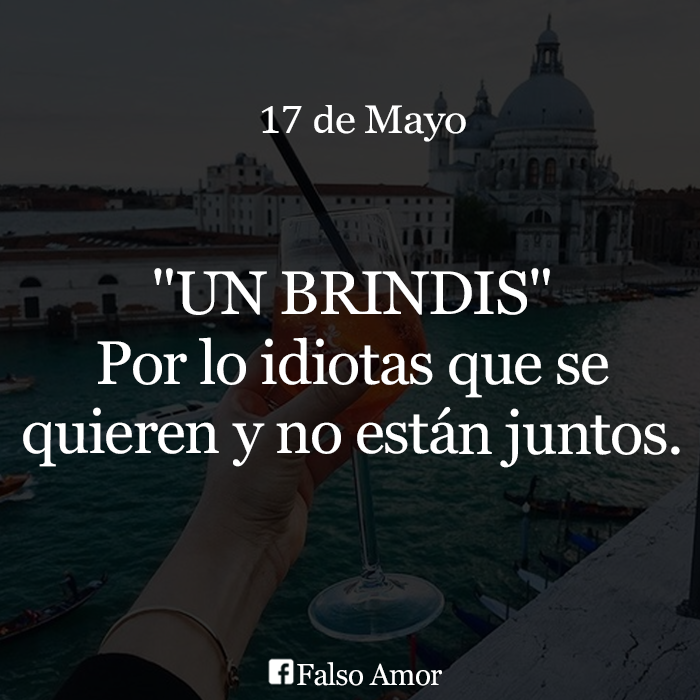 17 de Mayo
"UN BRINDIS"
Por lo idiotas que se
quieren y no están juntos.
Falso Amor